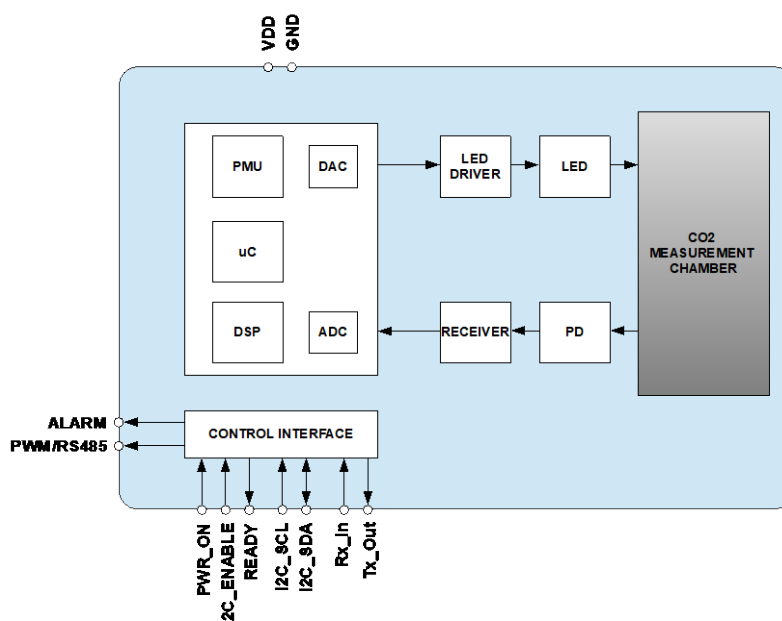 VDD
GND
PMU
DAC
LED
DRIVER
LED
CO2
MEASUREMENT
CHAMBER
uC
DSP
ADC
RECEIVER
PD
ALARM
PWM/RS485
CONTROL INTERFACE
PWR_ON
2C_ENABLE
READY
I2C_SCL
I2C_SDA
Rx_In
Tx_Out